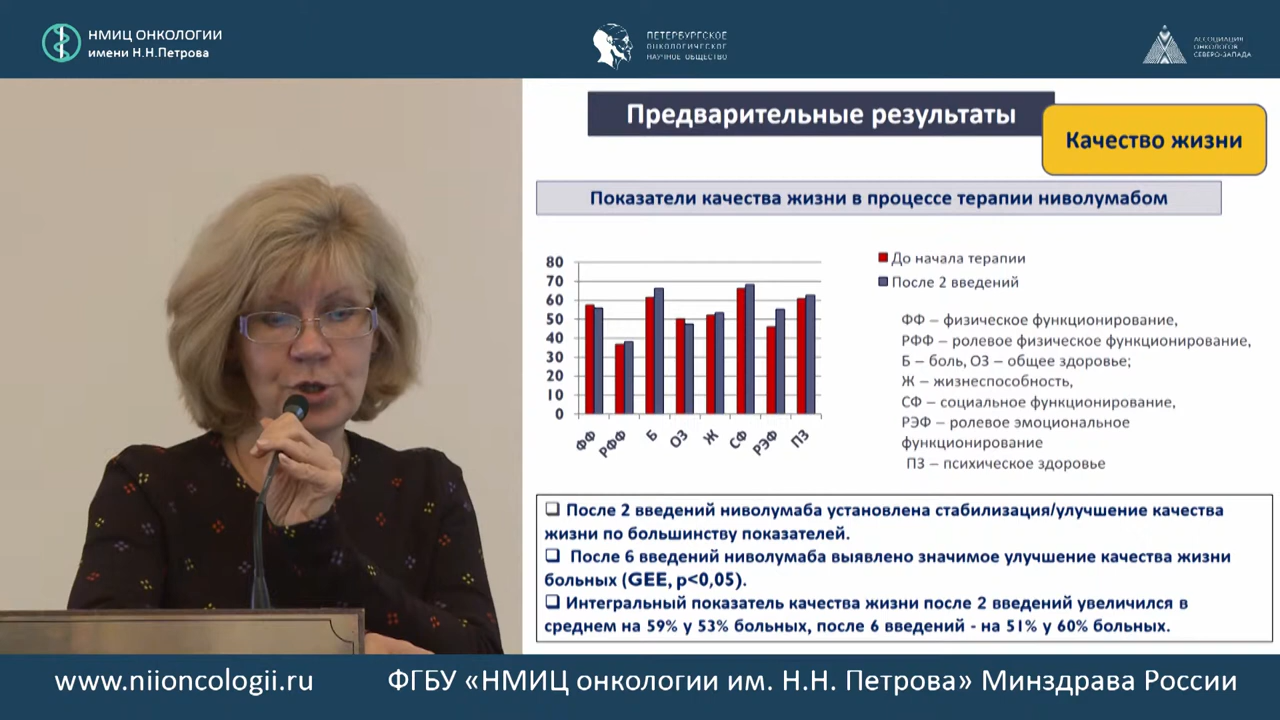 НМИЦ ОНКОЛОГИИ
имени Н.Н.Петрова
ПЕТЕРБУРГСКОЕ
ОНКОЛОГИЧЕСКОЕ
НАУЧНОЕ ОБЩЕСТВО
АССОЦИАЦИЯ
ОНКОЛОГОВ
СЕВЕРО-ЗАПАДА
Предварительные результаты
Качество жизни
Показатели качества жизни в процессе терапии ниволумабом
80
70
60
50
40
30
20
10
0
ФФ
РФФ
Б
ОЗ
Ж
СФ
РЭФ
ПЗ
До начала терапии
После 2 введений
ФФ – физическое функционирование,
РФФ – ролевое физическое функционирование,
Б – боль, ОЗ – общее здоровье;
Ж – жизнеспособность,
СФ – социальное функционирование,
РЭФ – ролевое эмоциональное
функционирование
ПЗ – психическое здоровье
❑ После 2 введений ниволумаба установлена стабилизация/улучшение качества
жизни по большинству показателей.
❑ После 6 введений ниволумаба выявлено значимое улучшение качества жизни
больных (GEE, p<0,05).
❑ Интегральный показатель качества жизни после 2 введений увеличился в
среднем на 59% у 53% больных, после 6 введений - на 51% у 60% больных.
www.niioncologii.ru
ФГБУ «НМИЦ онкологии им. Н.Н. Петрова» Минздрава России